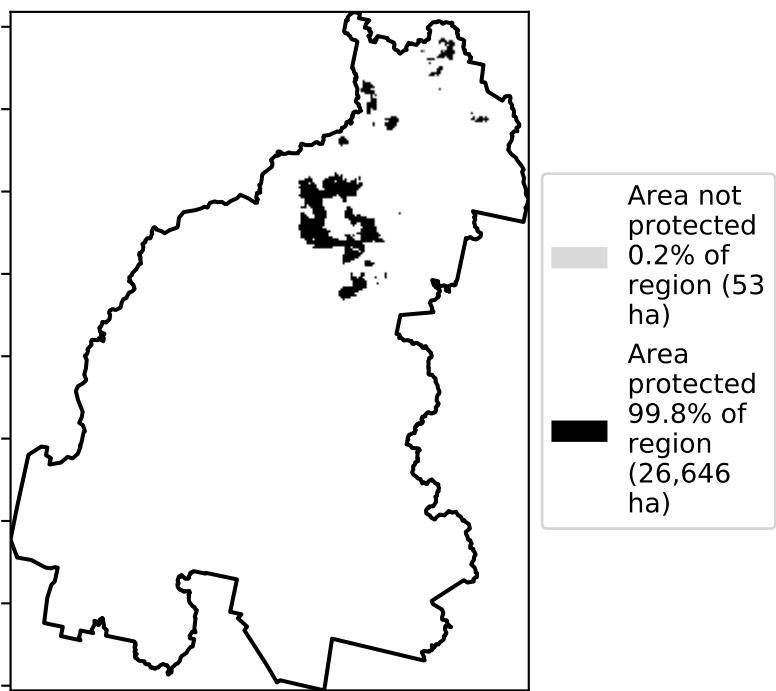 Area not
protected
0.2% of
region (53
ha)
Area
protected
99.8% of
region
(26,646
ha)